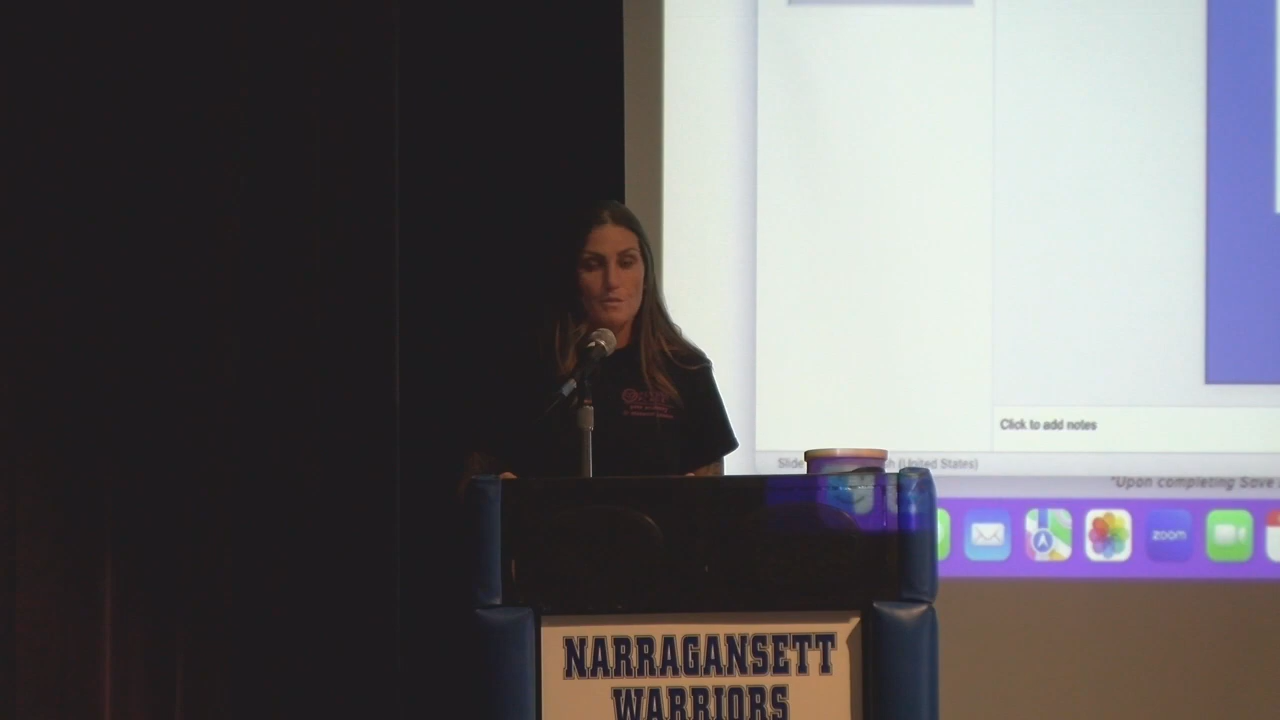 Click to add notes
(United States)
"Upon completing Save
zoom
NARRAGANSETT
WARRIORS